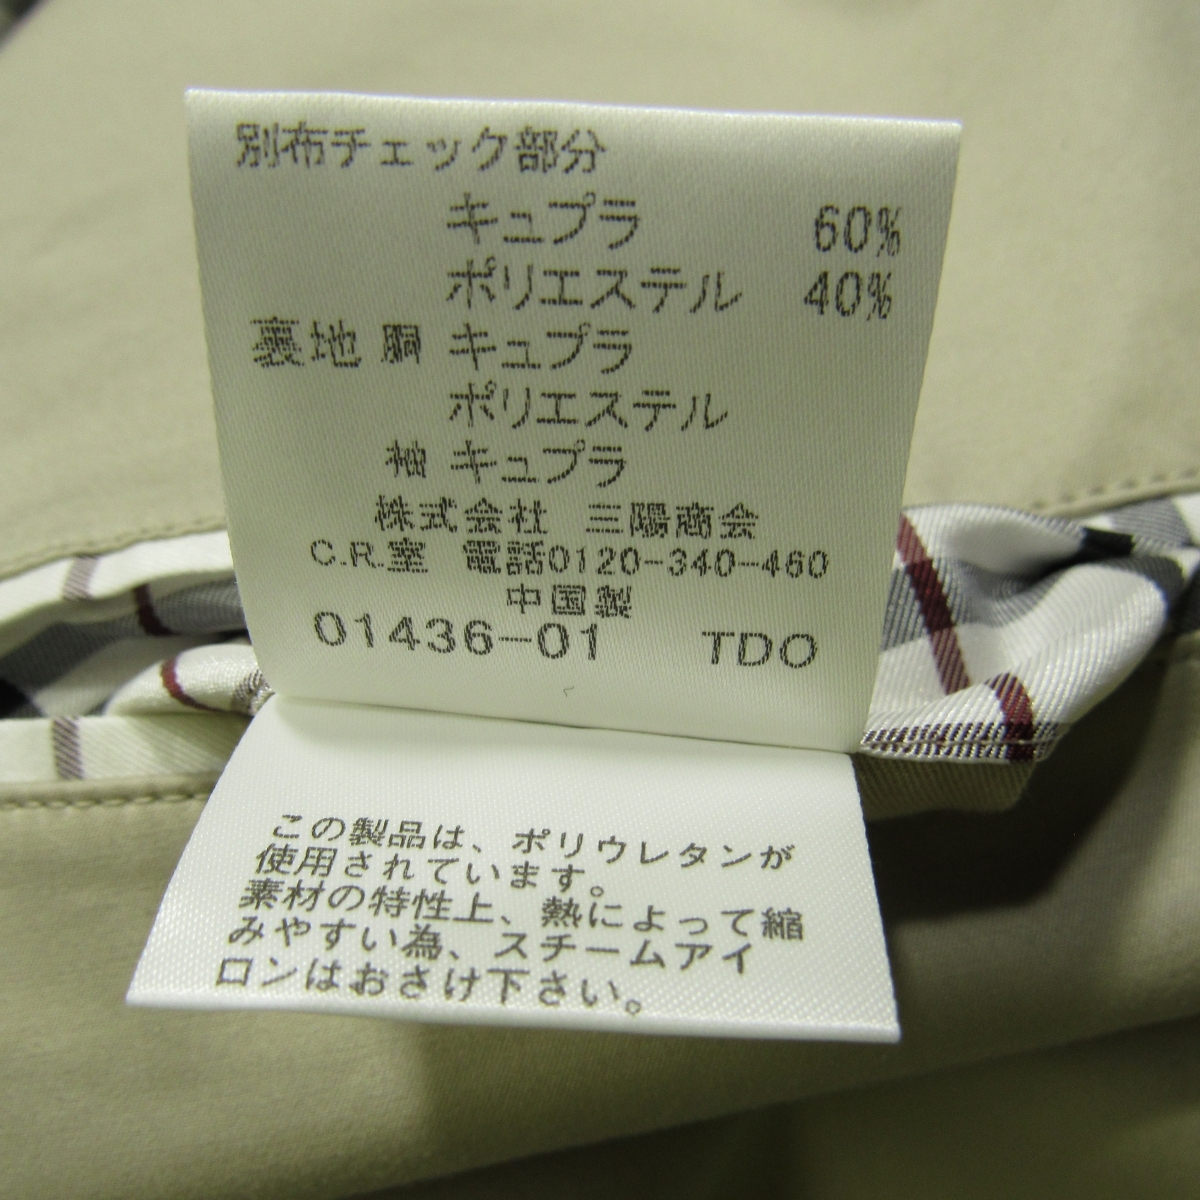 別布チェック部分
キュプラ 60%
ポリエステル 40%
裏地 胴 キュプラ
ポリエステル
袖 キュプラ
株式会社 三陽商会
C.R.室 電話0120-340-460
中国製
01436-01 TDO
この製品は、ポリウレタンが
使用されています。
素材の特性上、熱によって縮
みやすい為、スチームアイ
ロンはおさけ下さい。